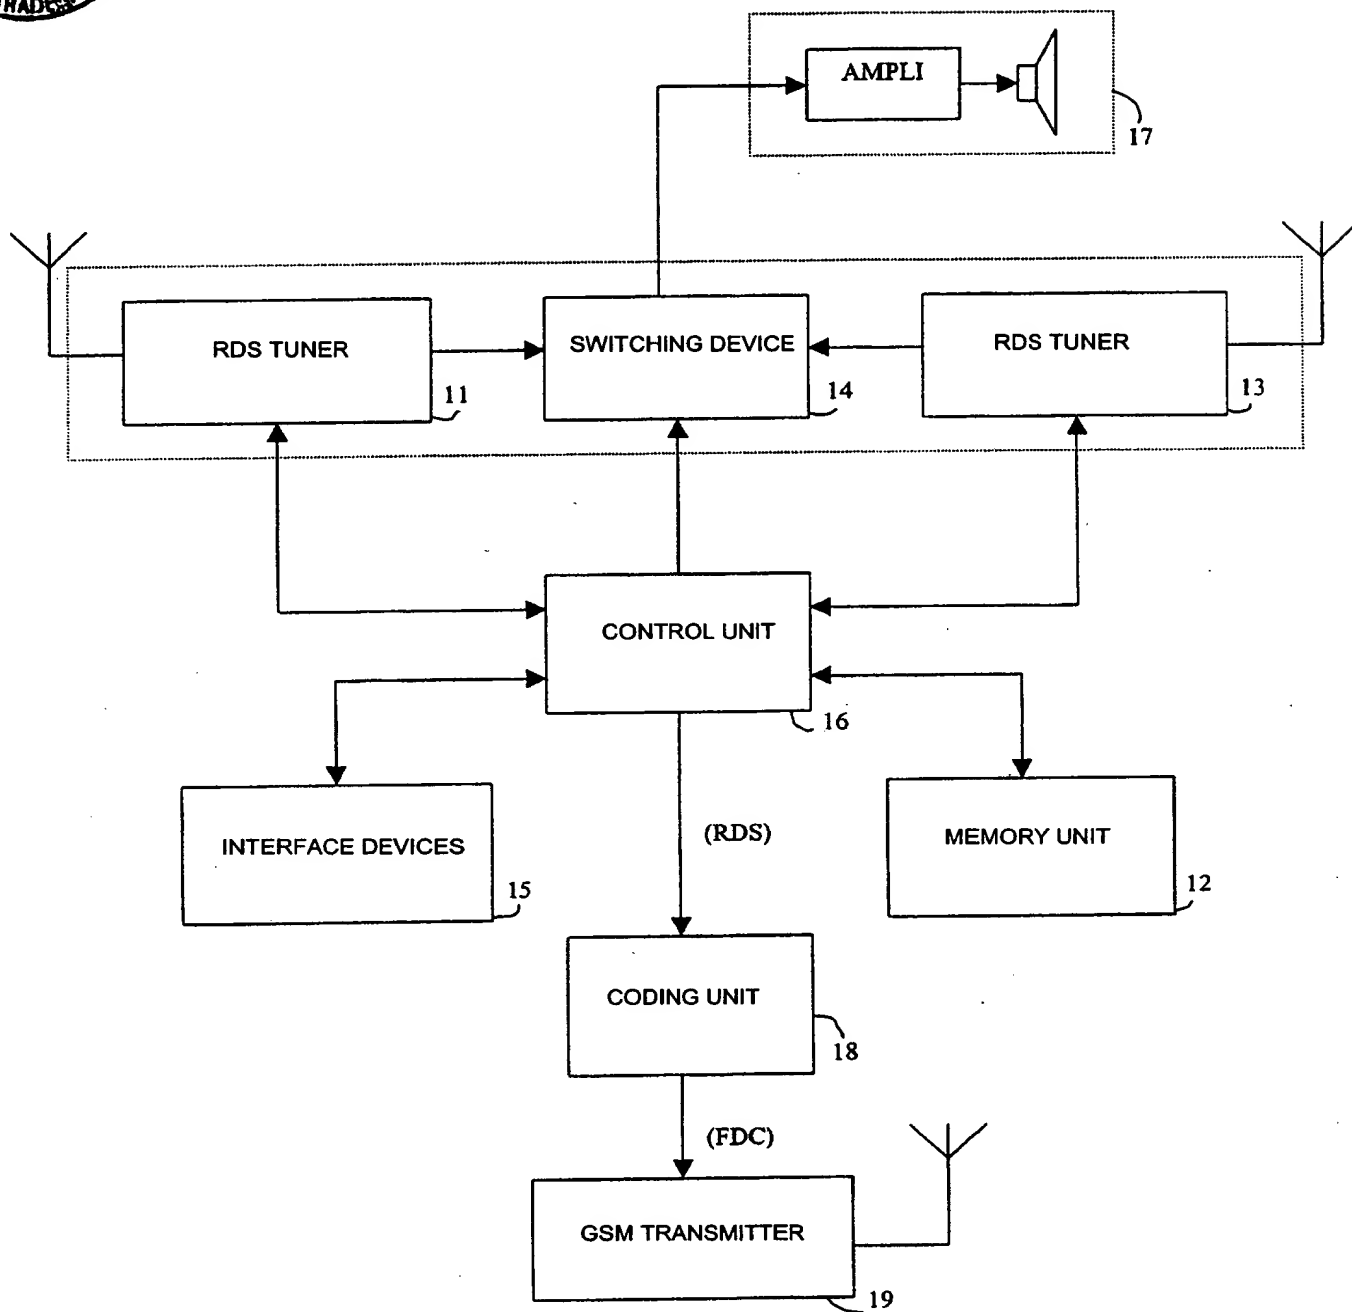 AMPLI
17
RDS TUNER
11
SWITCHING DEVICE
14
RDS TUNER
13
CONTROL UNIT
16
INTERFACE DEVICES
15
(RDS)
MEMORY UNIT
12
CODING UNIT
18
(FDC)
GSM TRANSMITTER
19